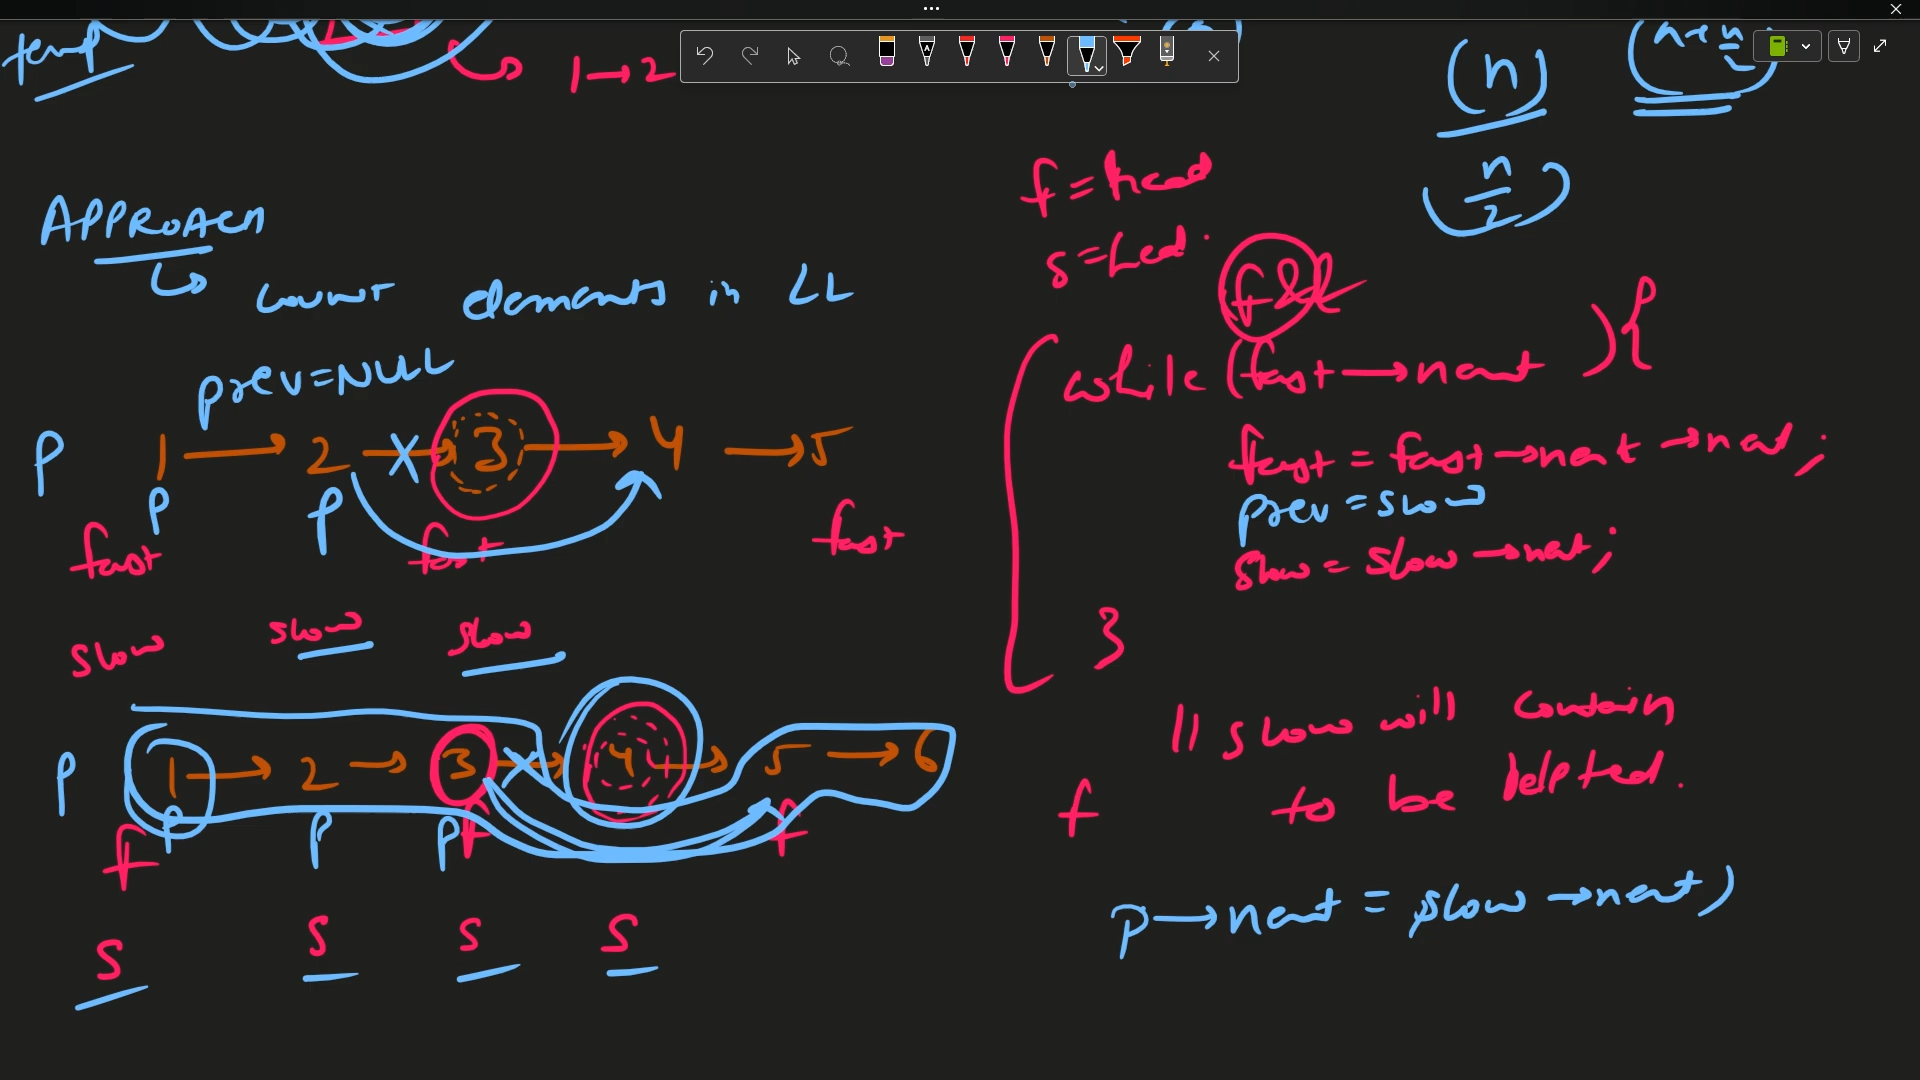 temp
1→2
(n)
n/2
f=head
APPROACH
count elements in LL
f&&
prev=NULL
while (fast→next ){
P 1 → 2 → 3 → 4 → 5
fast = fast→next →next;
P P
prev = slow
fast fast fast
slow = slow →next;
slow slow slow
}
// slow will contain
to be
P 1 → 2 → 3 → 4 → 5 → 6
P P P
f f f f
P→next = slow →next)
S S S S